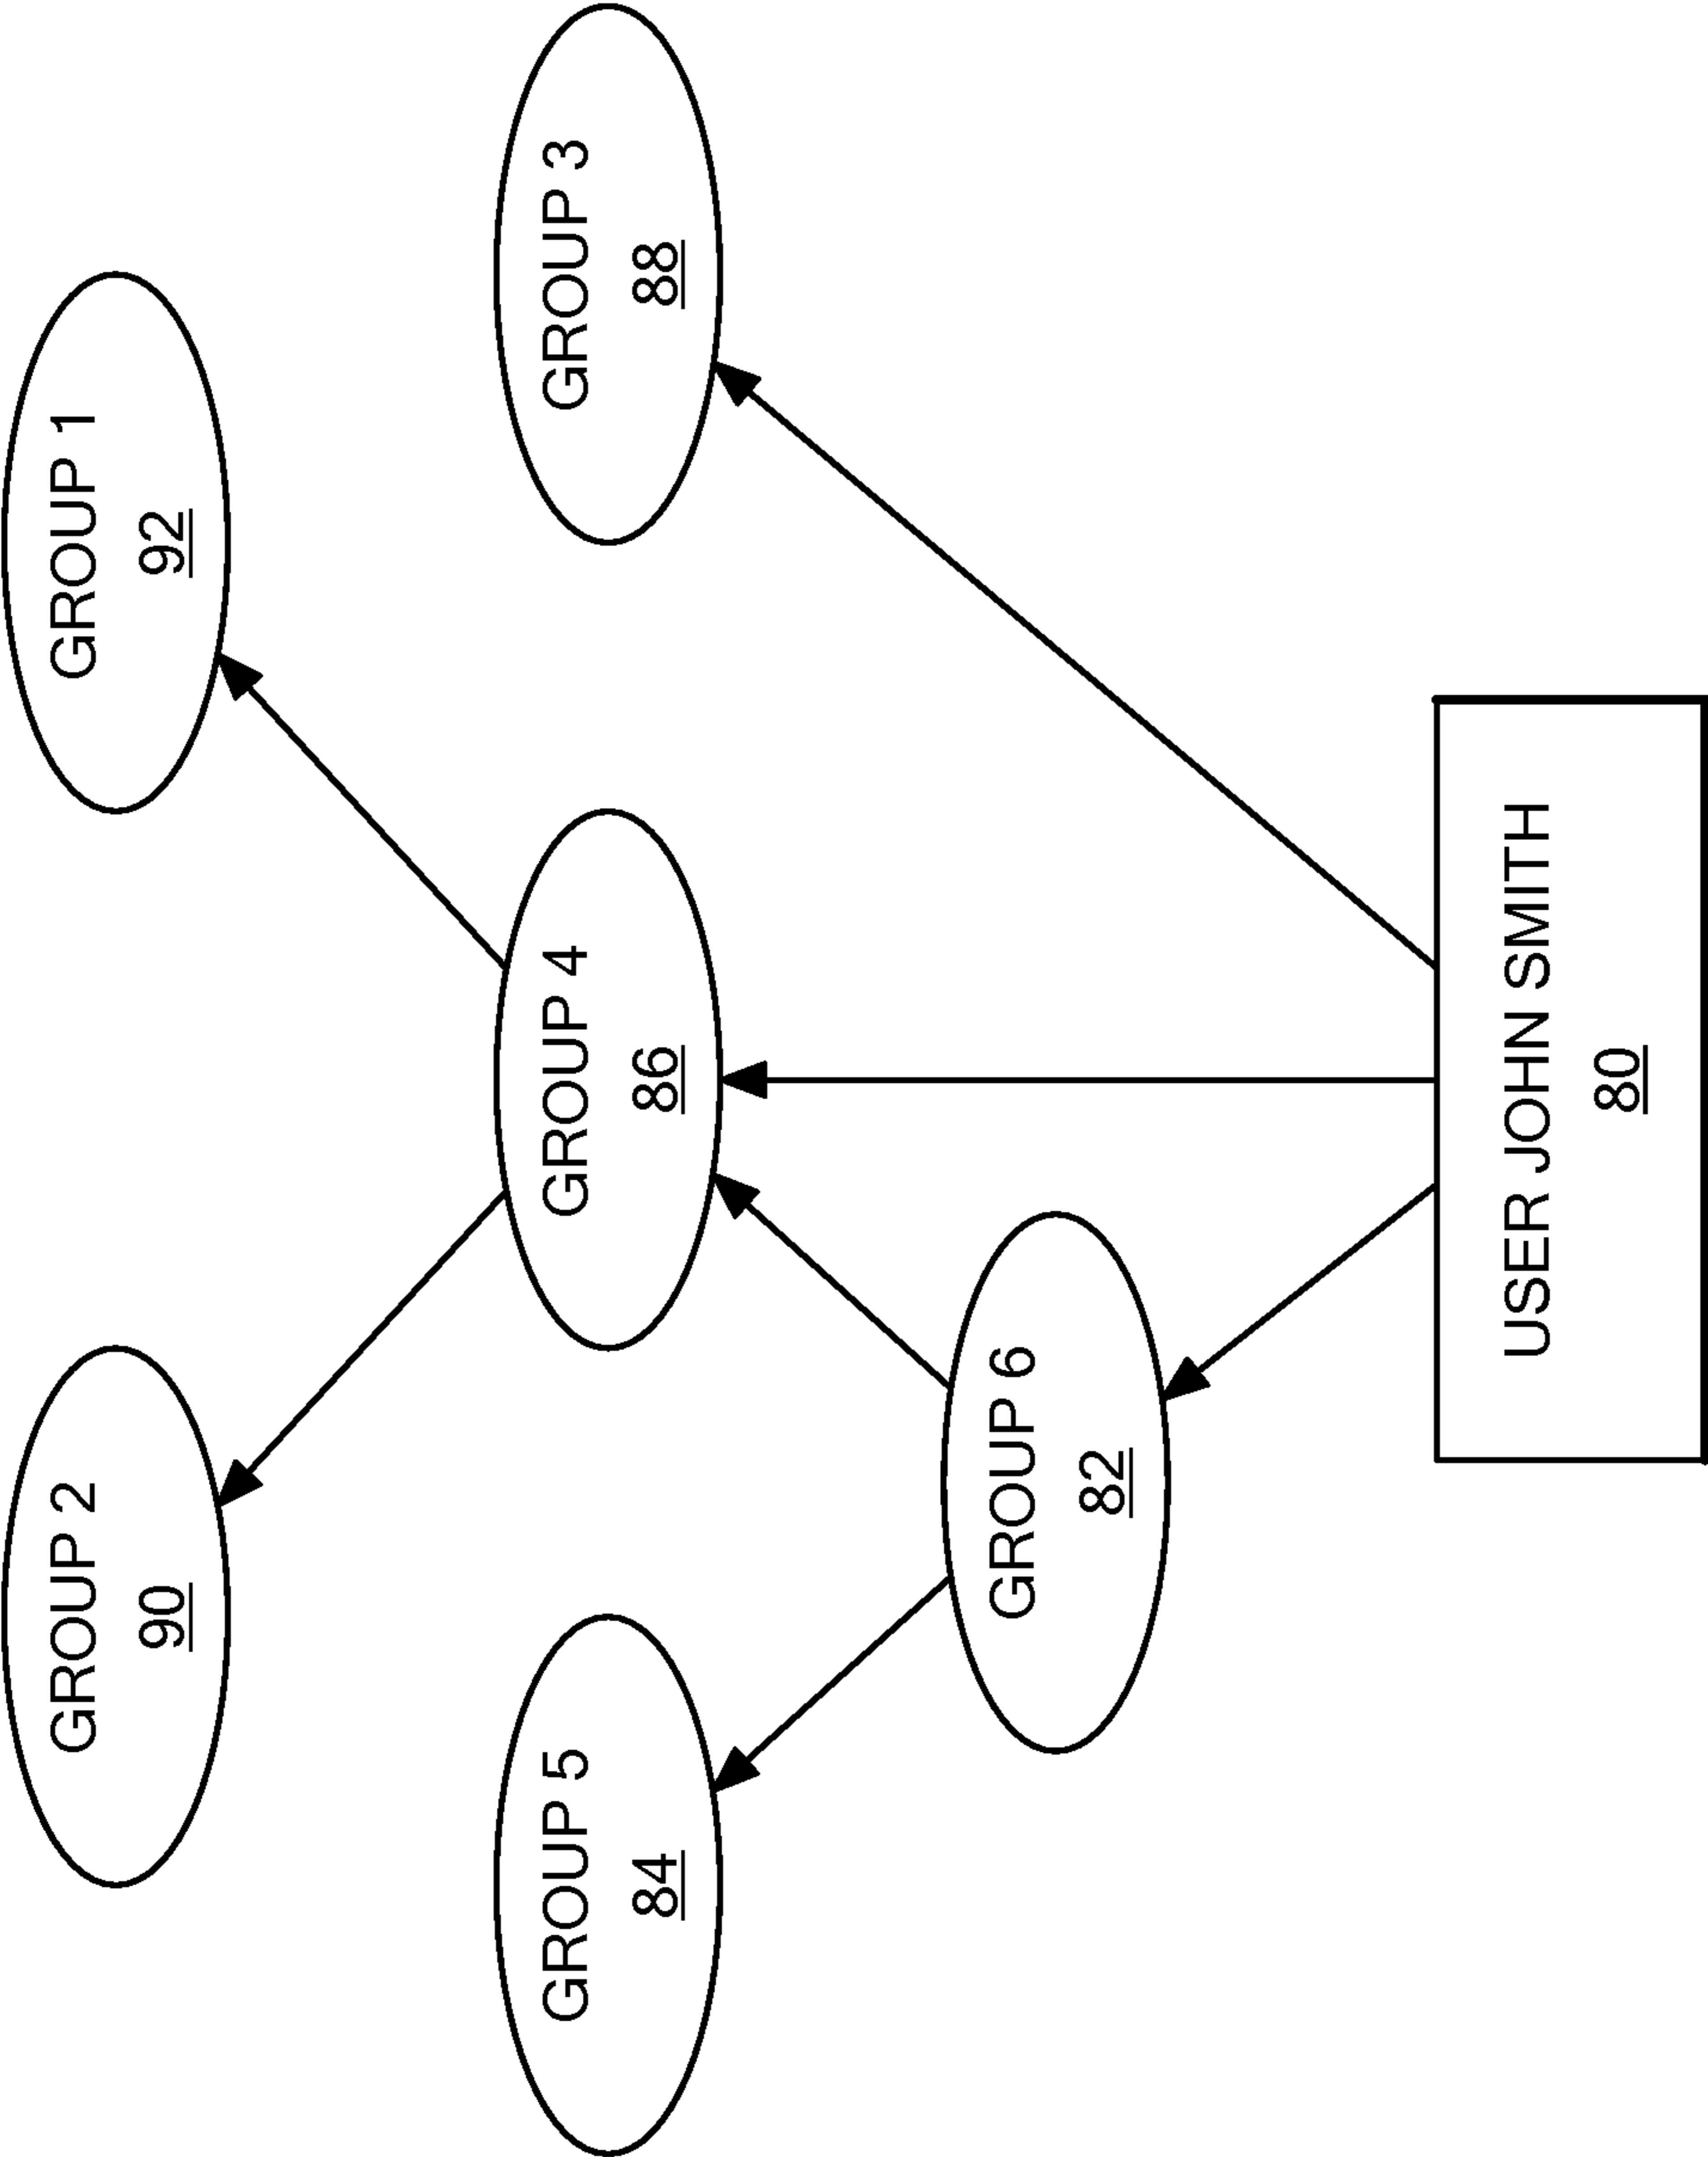 GROUP 2
90
GROUP 1
92
GROUP 5
84
GROUP 4
86
GROUP 3
88
GROUP 6
82
USER JOHN SMITH
80